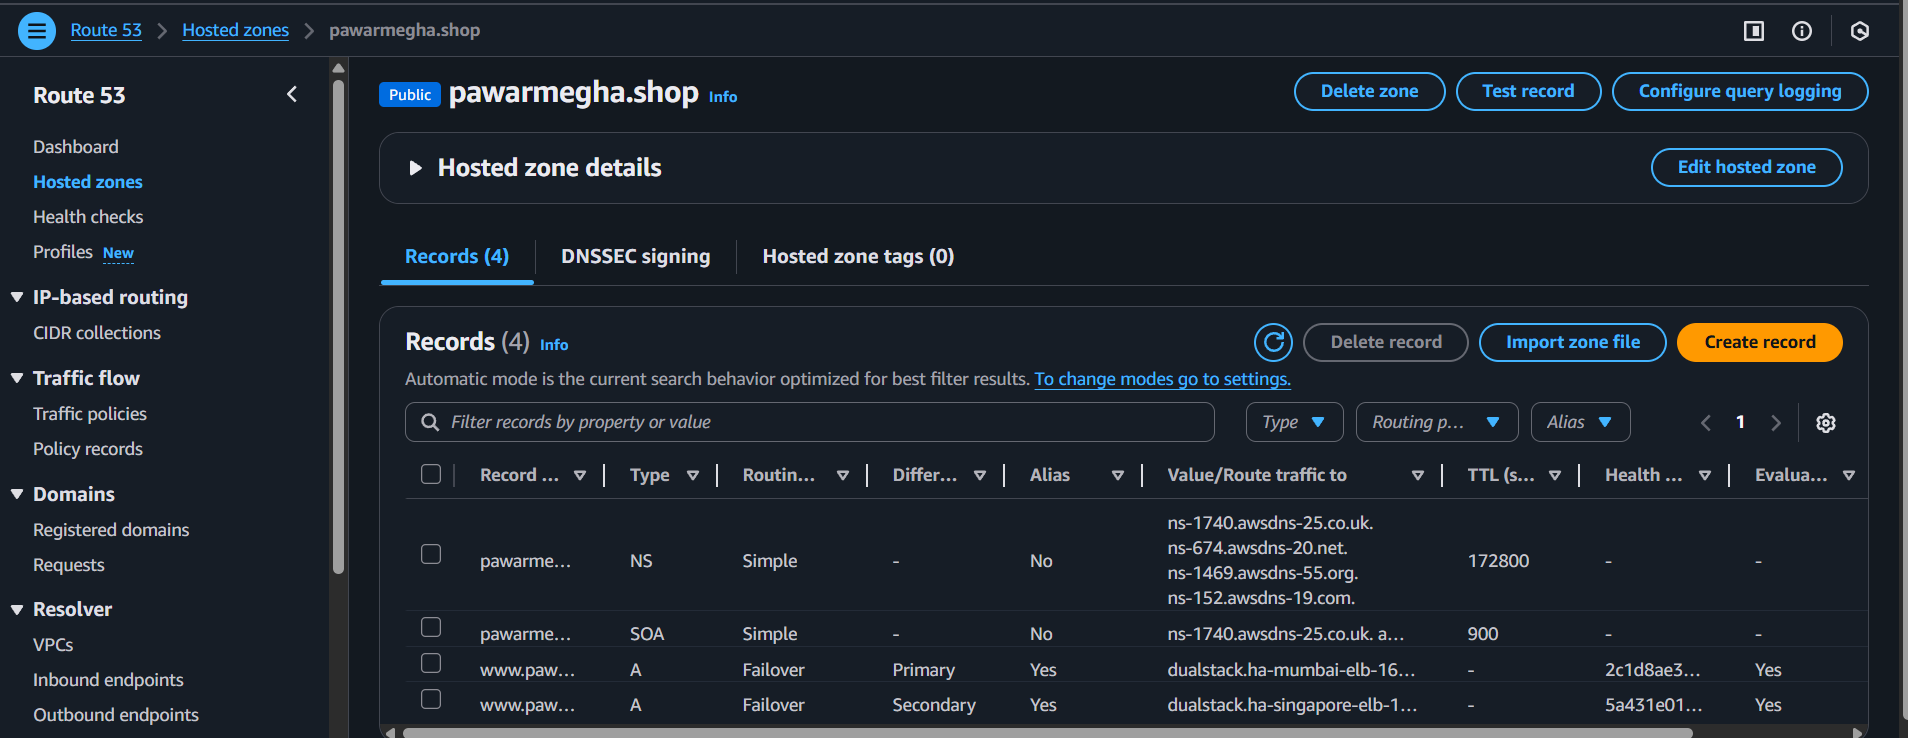 Route 53 Hosted zones pawarmegha.shop
Route 53
Dashboard
Hosted zones
Health checks
Profiles New
IP-based routing
CIDR collections
Traffic flow
Traffic policies
Policy records
Domains
Registered domains
Requests
Resolver
VPCs
Inbound endpoints
Outbound endpoints
Public pawarmegha.shop Info
Delete zone Test record Configure query logging
Hosted zone details Edit hosted zone
Records (4) DNSSEC signing Hosted zone tags (0)
Records (4) Info Delete record Import zone file Create record
Automatic mode is the current search behavior optimized for best filter results. To change modes go to settings.
Filter records by property or value Type Routing p... Alias 1
Record ... Type Routin... Differ... Alias Value/Route traffic to TTL (s... Health ... Evalua...
ns-1740.awsdns-25.co.uk.
ns-674.awsdns-20.net.
pawarme... NS Simple - No 172800 - -
ns-1469.awsdns-55.org.
ns-152.awsdns-19.com.
pawarme... SOA Simple - No ns-1740.awsdns-25.co.uk. a... 900 - -
www.paw... A Failover Primary Yes dualstack.ha-mumbai-elb-16... - 2c1d8ae3... Yes
www.paw... A Failover Secondary Yes dualstack.ha-singapore-elb-1... - 5a431e01... Yes